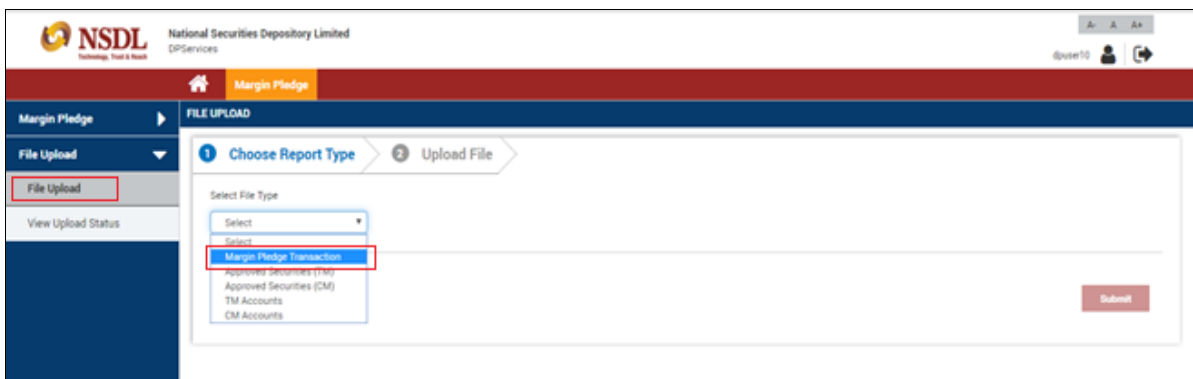 NSDL
Technology, Trust & Reach
National Securities Depository Limited
DPServices
A- A A+
dpuser10
Margin Pledge
Margin Pledge
FILE UPLOAD
File Upload
1 Choose Report Type 2 Upload File
File Upload
Select File Type
View Upload Status
Select
Select
Margin Pledge Transaction
Approved Securities (TM)
Approved Securities (CM)
TM Accounts
CM Accounts
Submit